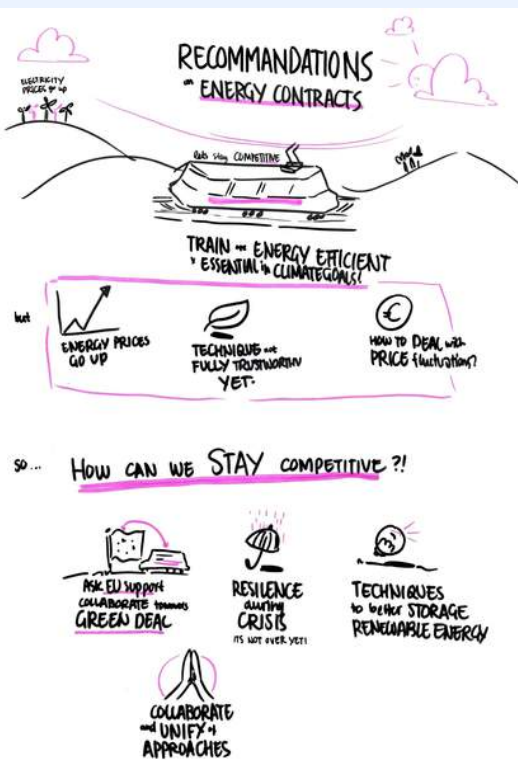 RECOMMANDATIONS
on ENERGY CONTRACTS
ELECTRICITY
PRICES go up
lets stay COMPETITIVE
TRAIN ENERGY EFFICIENT
ESSENTIAL in CLIMATEGOALS!
but
ENERGY PRICES
GO UP
TECHNIQUE not
FULLY TRUSTWORTHY
YET.
€
HOW TO DEAL with
PRICE fluctuations?
SO...
HOW CAN WE STAY COMPETITIVE?!
ASK EU support
COLLABORATE towards
GREEN DEAL
RESILENCE
during
CRISIS
ITS NOT OVER YET!
TECHNIQUES
to better STORAGE
RENEWABLE ENERGY
COLLABORATE
and UNIFY
APPROACHES